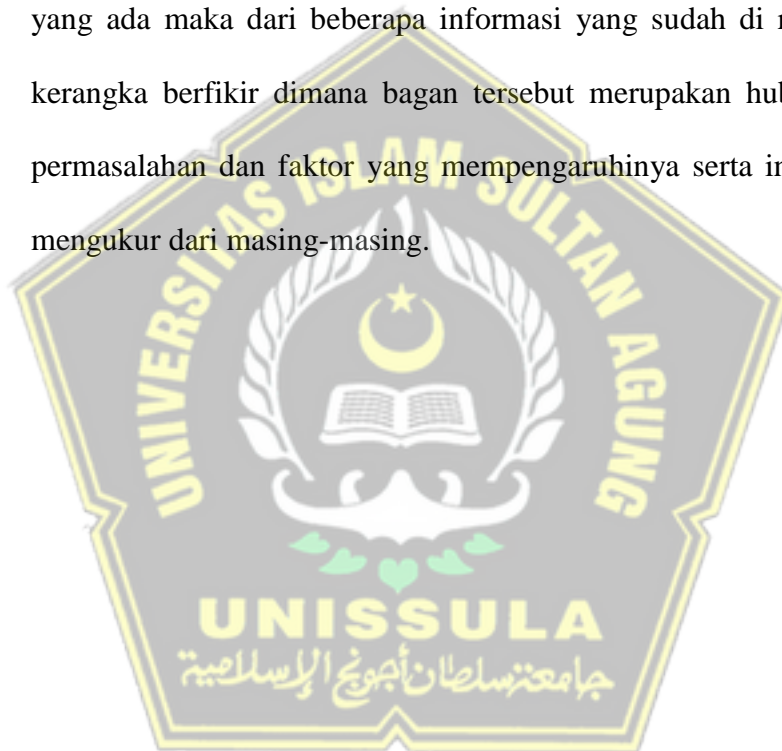 yang ada maka dari beberapa informasi yang sudah di
kerangka berfikir dimana bagan tersebut merupakan
permasalahan dan faktor yang mempengaruhinya serta
mengukur dari masing-masing.
UNIVERSITAS ISLAM SULTAN AGUNG
UNISSULA
جامعة سلطان أجونج الإسلامية